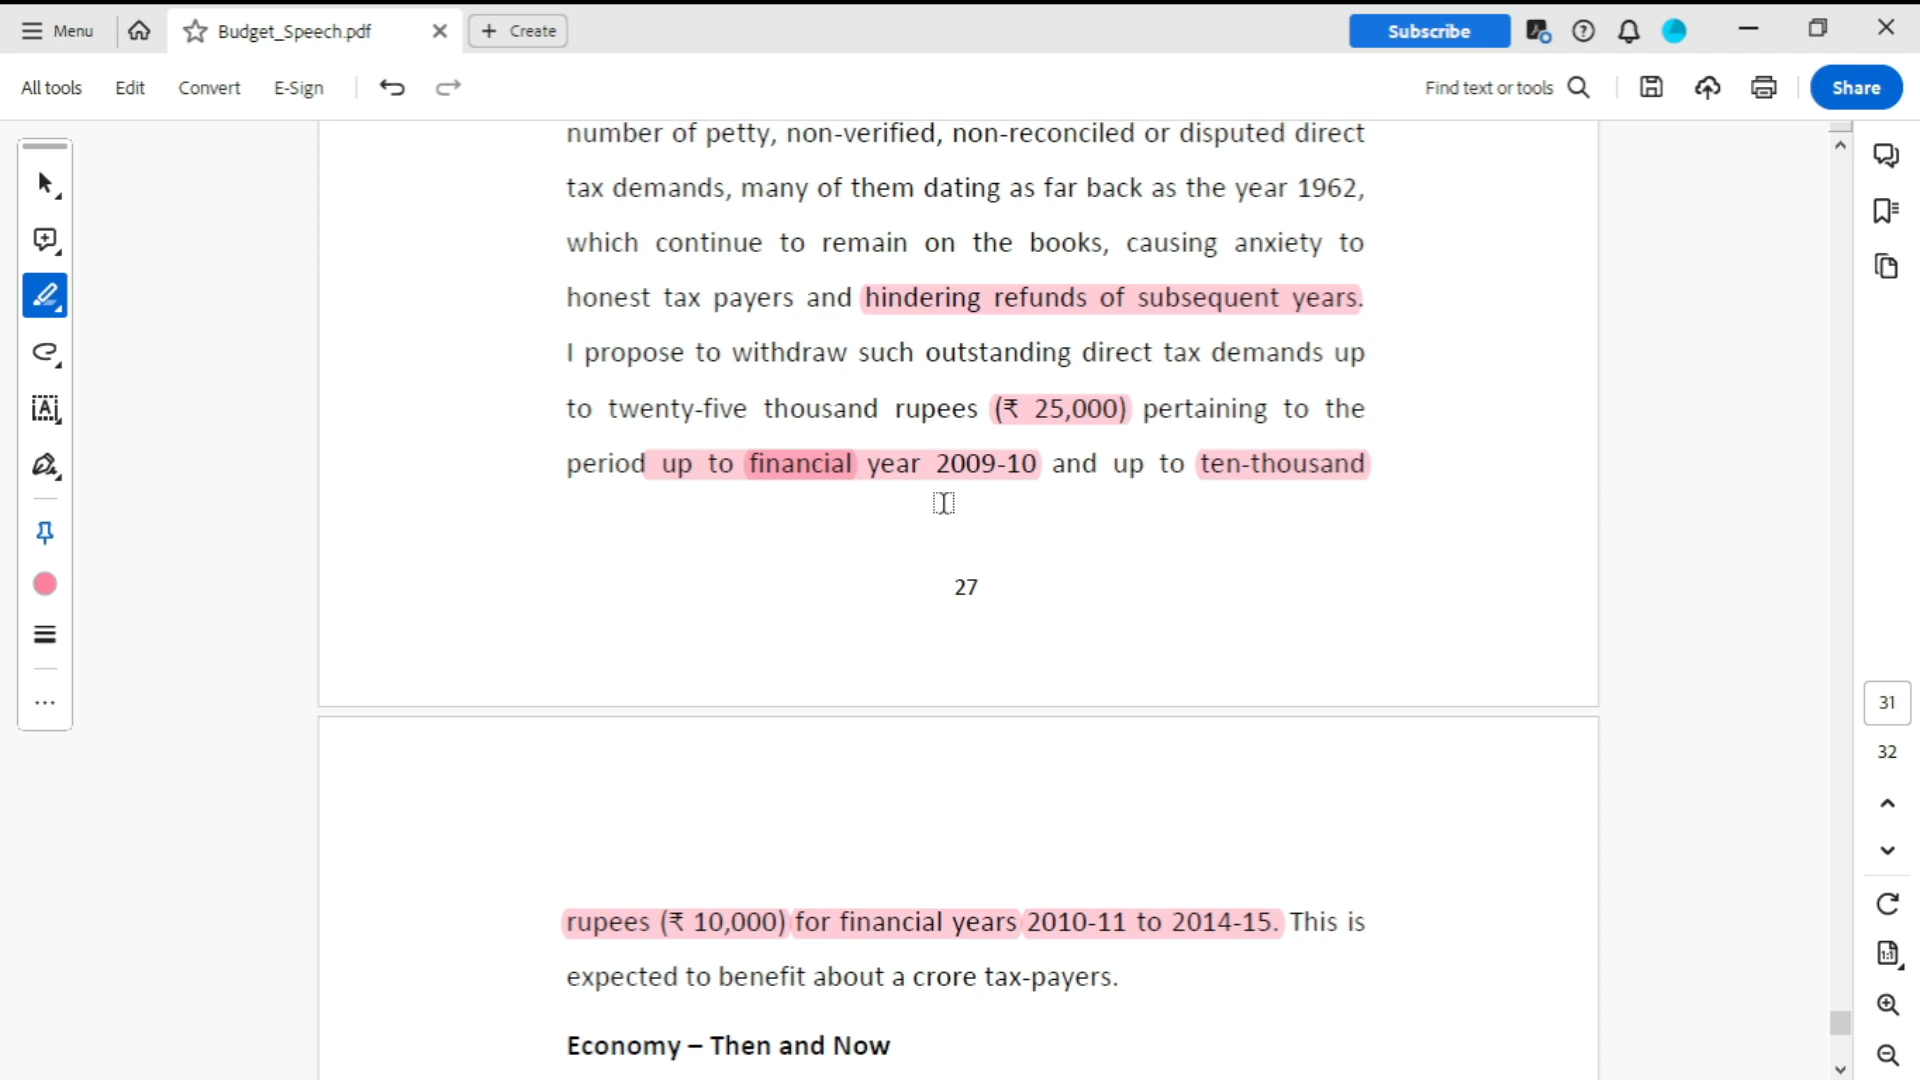 Menu
Budget_Speech.pdf
Create
Subscribe
All tools
Edit
Convert
E-Sign
Find text or tools
Share
number of petty, non-verified, non-reconciled or disputed direct
tax demands, many of them dating as far back as the year 1962,
which continue to remain on the books, causing anxiety to
honest tax payers and hindering refunds of subsequent years.
I propose to withdraw such outstanding direct tax demands up
to twenty-five thousand rupees (₹ 25,000) pertaining to the
period up to financial year 2009-10 and up to ten-thousand
27
31
32
rupees (₹ 10,000) for financial years 2010-11 to 2014-15. This is
expected to benefit about a crore tax-payers.
Economy – Then and Now